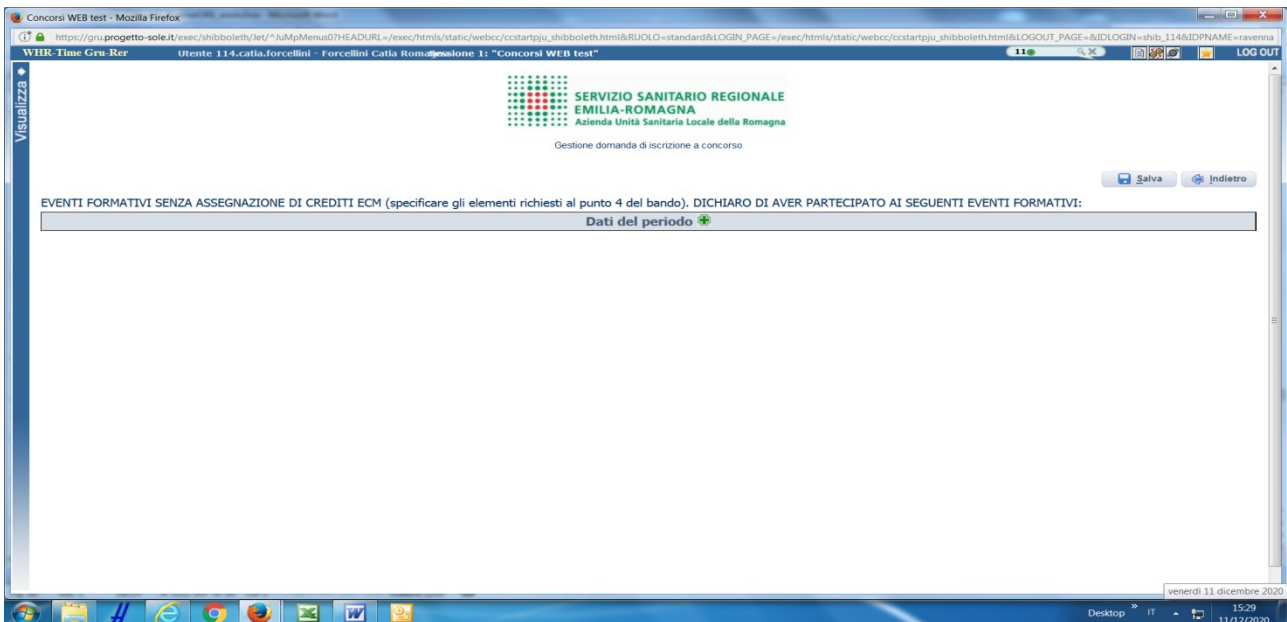 Concorsi WEB test - Mozilla Firefox
https://gru.progetto-sole.it/exec/shibboleth/Jet/^JuMpMenus0?HEADURL=/exec/htmls/static/webcc/ccstartpju_shibboleth.html&RUOLO=standard&LOGIN_PAGE=/exec/htmls/static/webcc/ccstartpju_shibboleth.html&LOGOUT_PAGE=&IDLOGIN=shib_114&IDPNAME=ravenna
WHR-Time Gru-Rer Utente 114.catia.forcellini - Forcellini Catia 1: "Concorsi WEB test" 11 LOG OUT
Visualizza
SERVIZIO SANITARIO REGIONALE
EMILIA-ROMAGNA
Azienda Unità Sanitaria Locale della Romagna
Gestione domanda di iscrizione a concorso
Salva Indietro
EVENTI FORMATIVI SENZA ASSEGNAZIONE DI CREDITI ECM (specificare gli elementi richiesti al punto 4 del bando). DICHIARO DI AVER PARTECIPATO AI SEGUENTI EVENTI FORMATIVI:
Dati del periodo
venerdì 11 dicembre 2020
Desktop » IT 15:29
11/12/2020